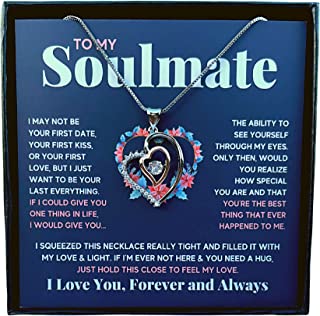 TO MY
Soulmate
I MAY NOT BE
YOUR FIRST DATE,
YOUR FIRST KISS,
OR YOUR FIRST
LOVE, BUT I JUST
WANT TO BE YOUR
LAST EVERYTHING.
IF I COULD GIVE YOU
ONE THING IN LIFE,
I WOULD GIVE YOU...
THE ABILITY TO
SEE YOURSELF
THROUGH MY EYES.
ONLY THEN, WOULD
YOU REALIZE
HOW SPECIAL
YOU ARE AND THAT
YOU'RE THE BEST
THING THAT EVER
HAPPENED TO ME.
I SQUEEZED THIS NECKLACE REALLY TIGHT AND FILLED IT WITH
MY LOVE & LIGHT. IF I'M EVER NOT HERE & YOU NEED A HUG,
JUST HOLD THIS CLOSE TO FEEL MY LOVE.
I Love You, Forever and Always